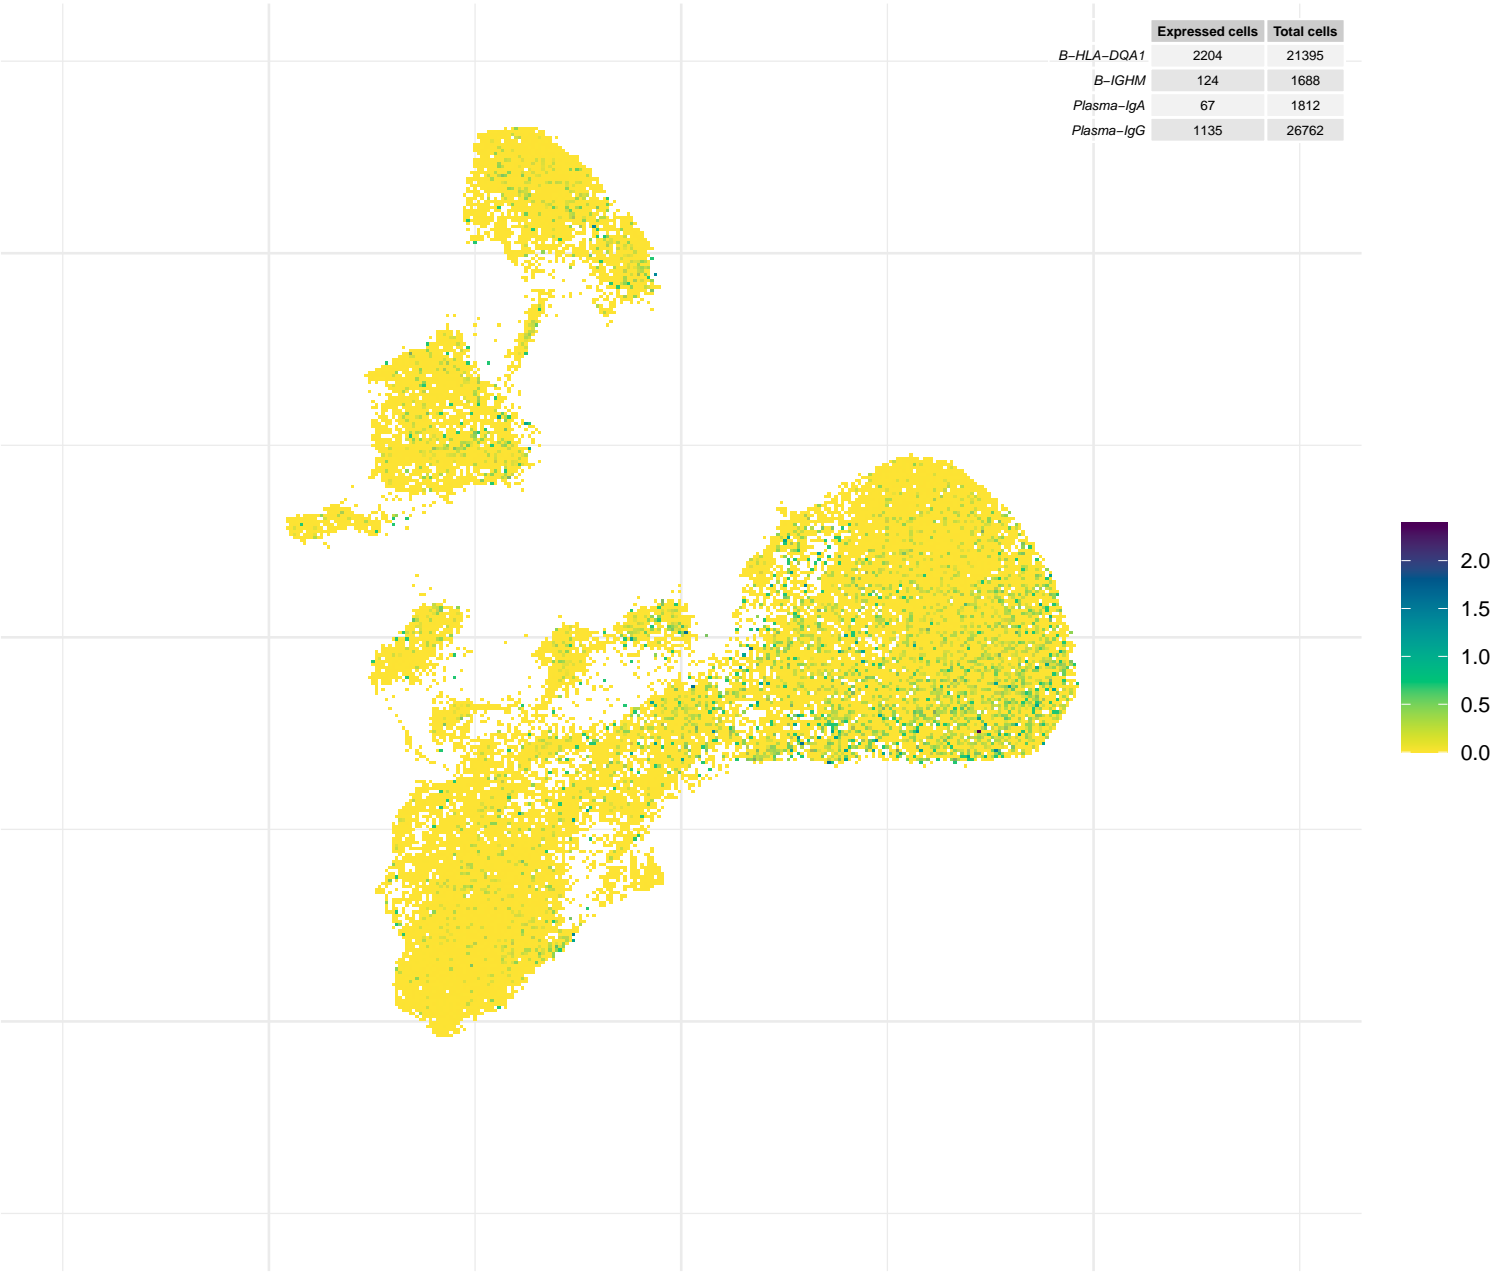 Expressed cells Total cells
B−HLA−DQA1 2204 21395
B−IGHM 124 1688
Plasma−IgA 67 1812
Plasma−IgG 1135 26762
2.0
1.5
1.0
0.5
0.0